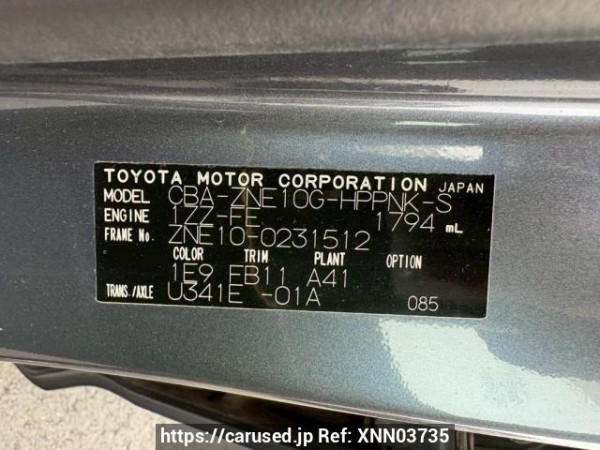 TOYOTA MOTOR CORPORATION JAPAN
MODEL CBA-ZNE10G-HPPNK-S
ENGINE 1ZZ-FE 1794 mL
FRAME No. ZNE10-0231512
COLOR TRIM PLANT OPTION
1E9 FB11 A41
TRANS./AXLE U341E -01A 085
https://carused.jp Ref: XNN03735